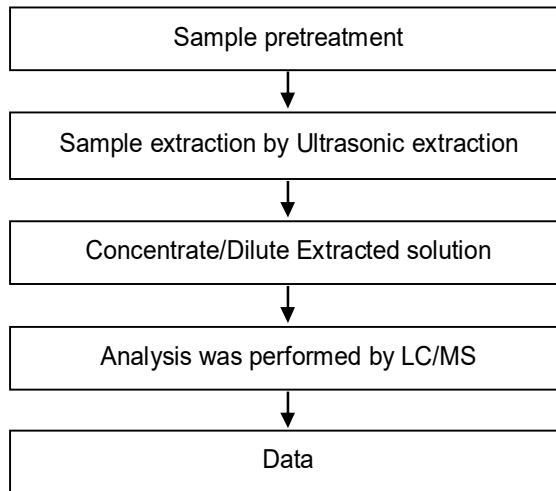 Sample pretreatment
Sample extraction by Ultrasonic extraction
Concentrate/Dilute Extracted solution
Analysis was performed by LC/MS
Data